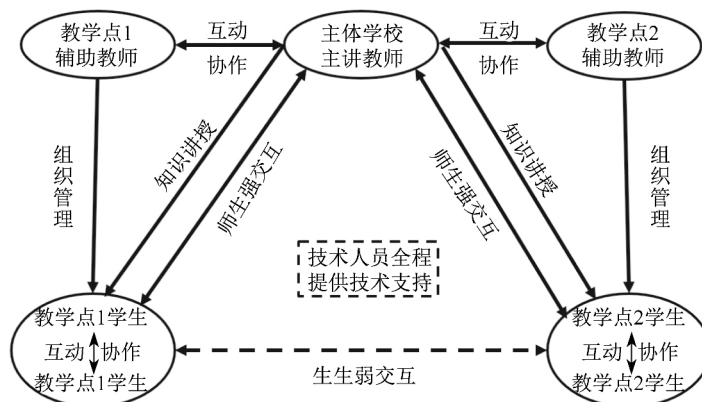 教学点1
辅助教师
互动
协作
主体学校
主讲教师
互动
协作
教学点2
辅助教师
组织管理
知识讲授
师生强交互
师生强交互
知识讲授
组织管理
技术人员全程
提供技术支持
教学点1学生
互动 协作
教学点1学生
生生弱交互
教学点2学生
互动 协作
教学点2学生